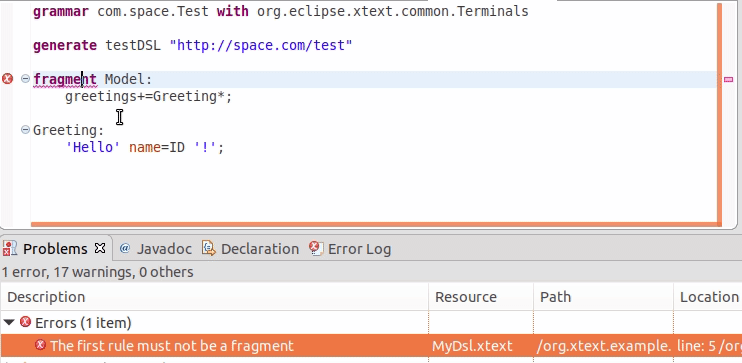 grammar com.space.Test with org.eclipse.xtext.common.Terminals
generate testDSL "http://space.com/test"
fragment Model:
greetings+=Greeting*;
Greeting:
'Hello' name=ID '!';
Problems Javadoc Declaration Error Log
1 error, 17 warnings, 0 others
Description Resource Path Location
Errors (1 item)
The first rule must not be a fragment MyDsl.xtext /org.xtext.example. line: 5 /or